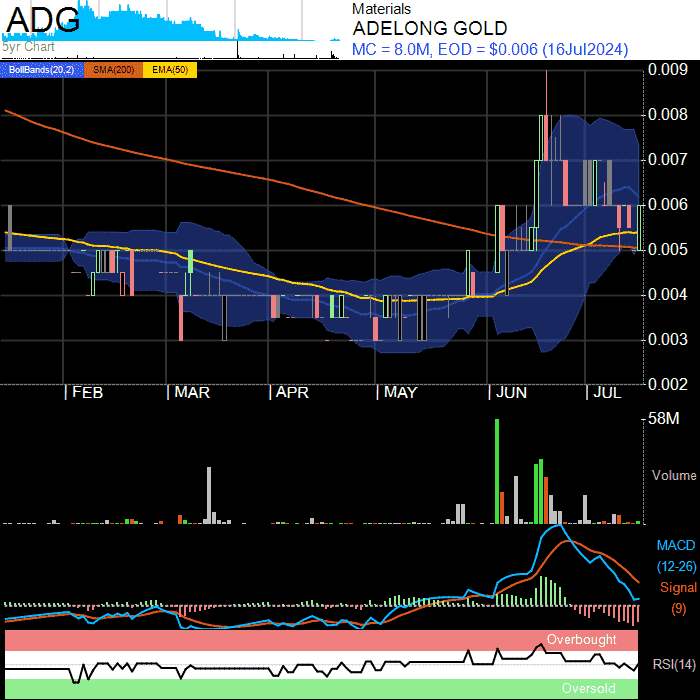 ADG
5yr Chart
Materials
ADELONG GOLD
MC = 8.0M, EOD = $0.006 (16Jul2024)
BollBands(20,2) SMA(200) EMA(50)
0.009
0.008
0.007
0.006
0.005
0.004
0.003
0.002
| FEB | MAR | APR | MAY | JUN | JUL
58M
Volume
MACD
(12-26)
Signal
(9)
Overbought
RSI(14)
Oversold